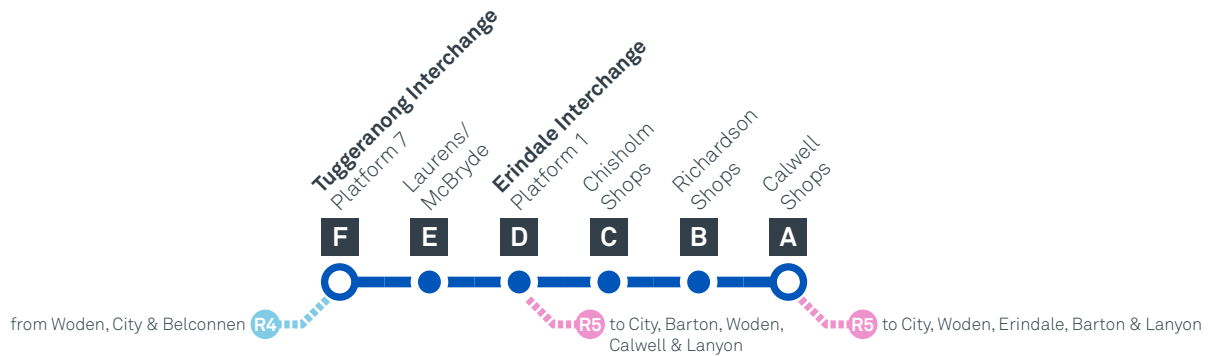 Tuggeranong Interchange
Platform 7
Laurens/
McBryde
Erindale Interchange
Platform 1
Chisholm
Shops
Richardson
Shops
Calwell
Shops
F
E
D
C
B
A
from Woden, City & Belconnen R4
R5 to City, Barton, Woden,
Calwell & Lanyon
R5 to City, Woden, Erindale, Barton & Lanyon